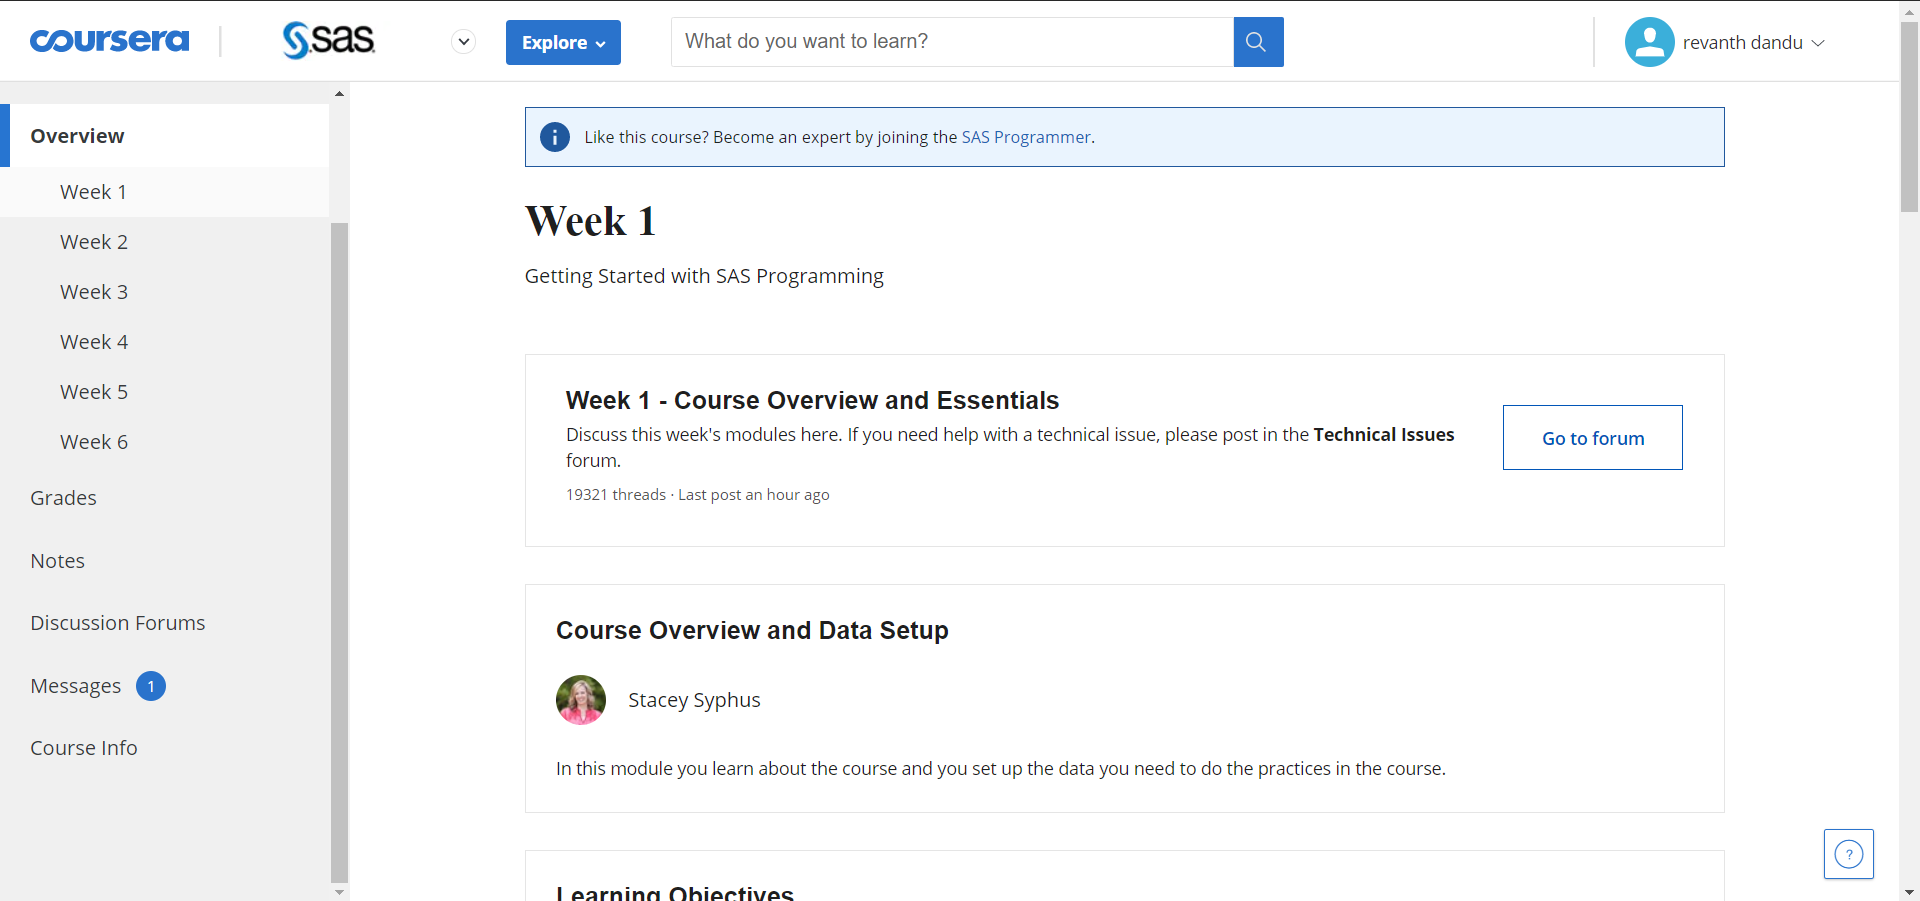 coursera
sas
Explore
What do you want to learn?
revanth dandu
Overview
Week 1
Week 2
Week 3
Week 4
Week 5
Week 6
Grades
Notes
Discussion Forums
Messages 1
Course Info
i Like this course? Become an expert by joining the SAS Programmer.
Week 1
Getting Started with SAS Programming
Week 1 - Course Overview and Essentials
Discuss this week's modules here. If you need help with a technical issue, please post in the Technical Issues
forum.
19321 threads · Last post an hour ago
Go to forum
Course Overview and Data Setup
Stacey Syphus
In this module you learn about the course and you set up the data you need to do the practices in the course.
Learning Objectives
?